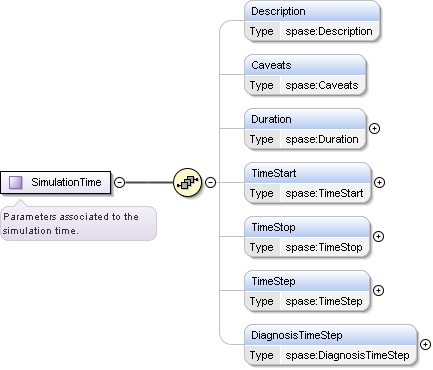 Description
Type spase:Description
Caveats
Type spase:Caveats
Duration
Type spase:Duration
SimulationTime
Parameters associated to the
simulation time.
TimeStart
Type spase:TimeStart
TimeStop
Type spase:TimeStop
TimeStep
Type spase:TimeStep
DiagnosisTimeStep
Type spase:DiagnosisTimeStep